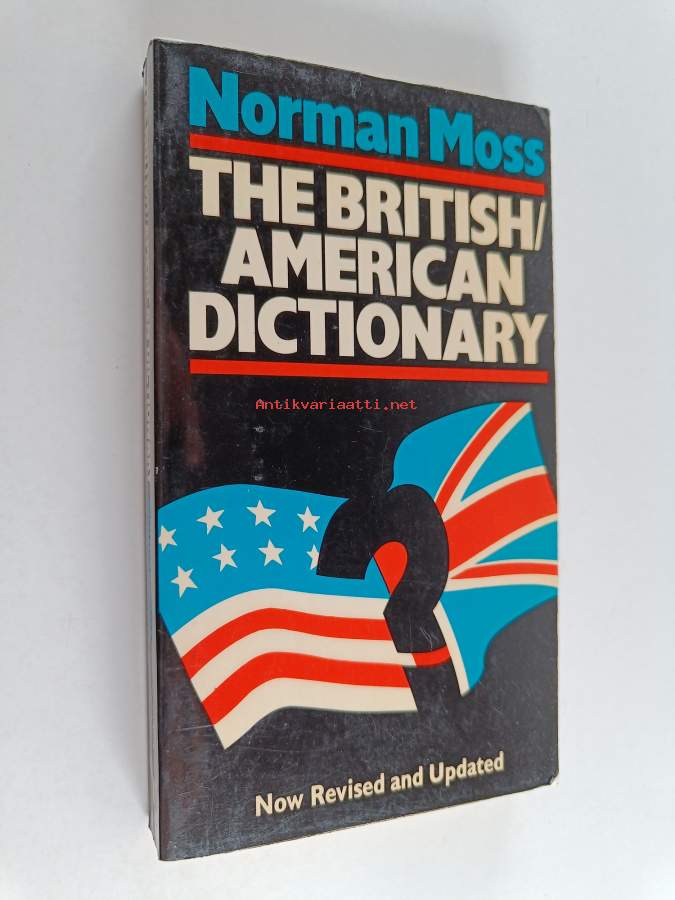 Norman Moss
THE BRITISH/
AMERICAN
DICTIONARY
Antikvariaatti.net
Now Revised and Updated